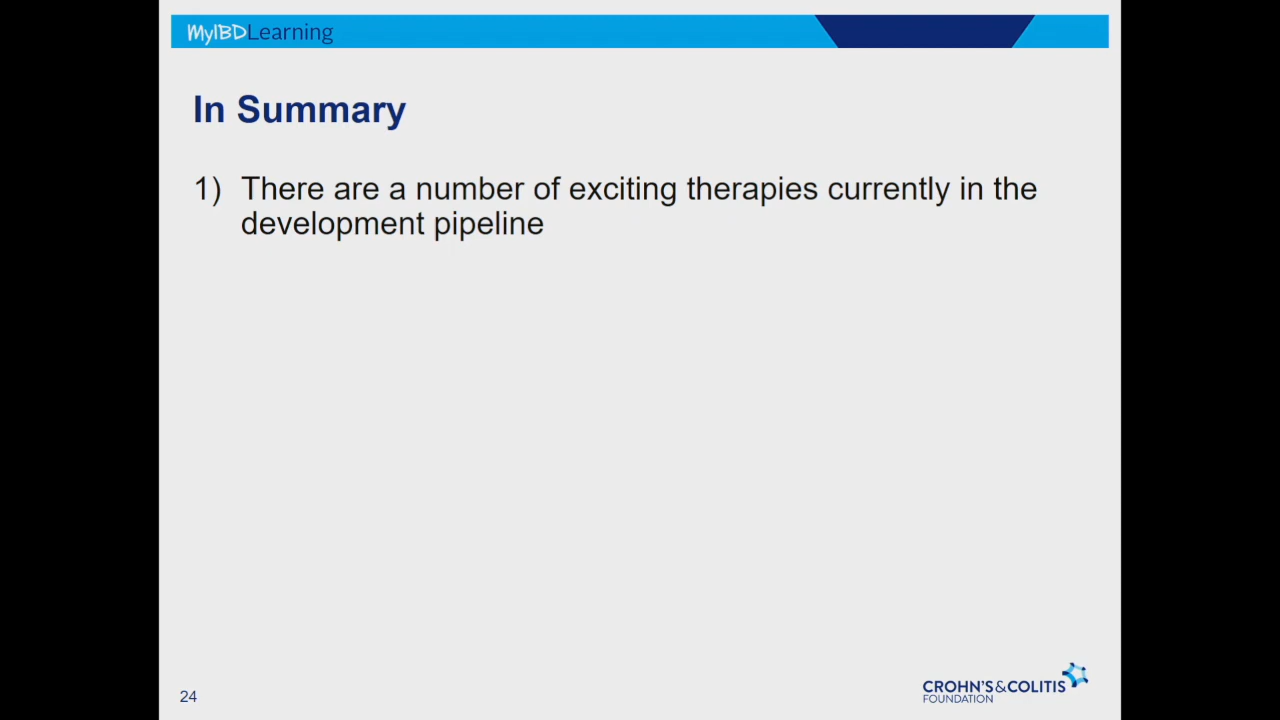 MyIBDLearning
In Summary
1) There are a number of exciting therapies currently in the
development pipeline
24
CROHN'S&COLITIS
FOUNDATION